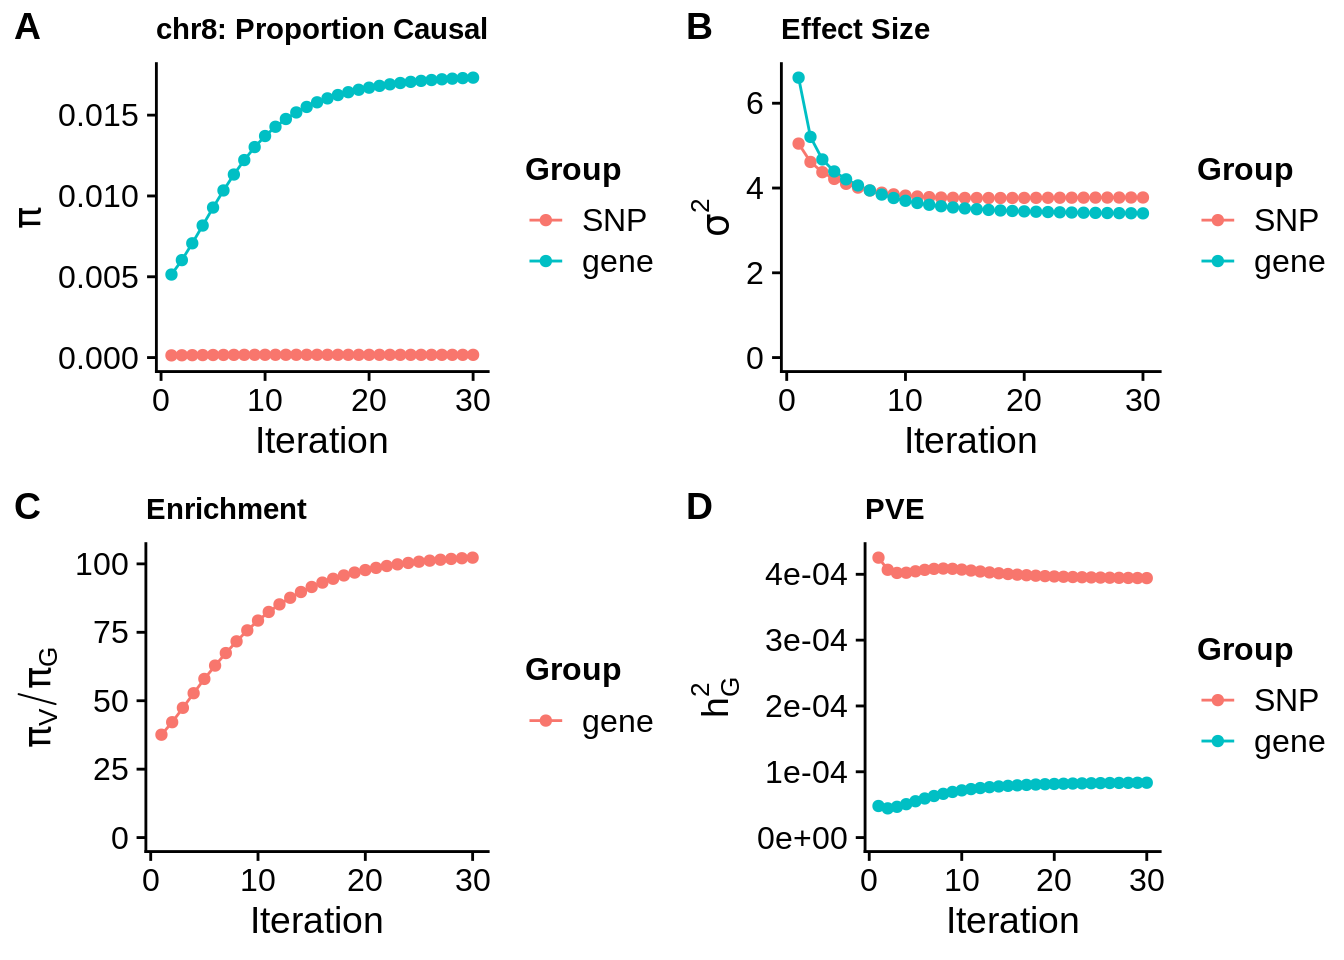 A
chr8: Proportion Causal
π
0.015
0.010
0.005
0.000
0 10 20 30
Iteration
Group
SNP
gene
B
Effect Size
σ²
6
4
2
0
0 10 20 30
Iteration
Group
SNP
gene
C
Enrichment
πV/πG
100
75
50
25
0
0 10 20 30
Iteration
Group
gene
D
PVE
h²G
4e-04
3e-04
2e-04
1e-04
0e+00
0 10 20 30
Iteration
Group
SNP
gene